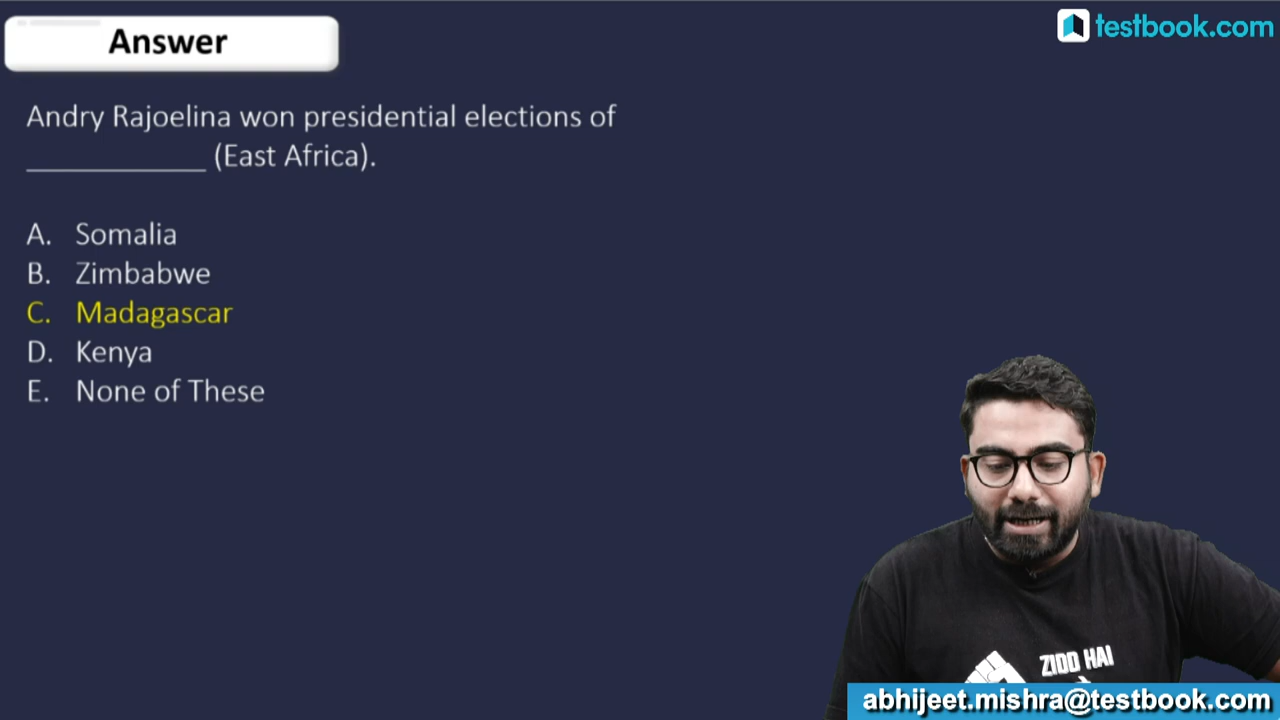 Answer
testbook.com
Andry Rajoelina won presidential elections of
____________ (East Africa).
A. Somalia
B. Zimbabwe
C. Madagascar
D. Kenya
E. None of These
ZIDD HAI
abhijeet.mishra@testbook.com